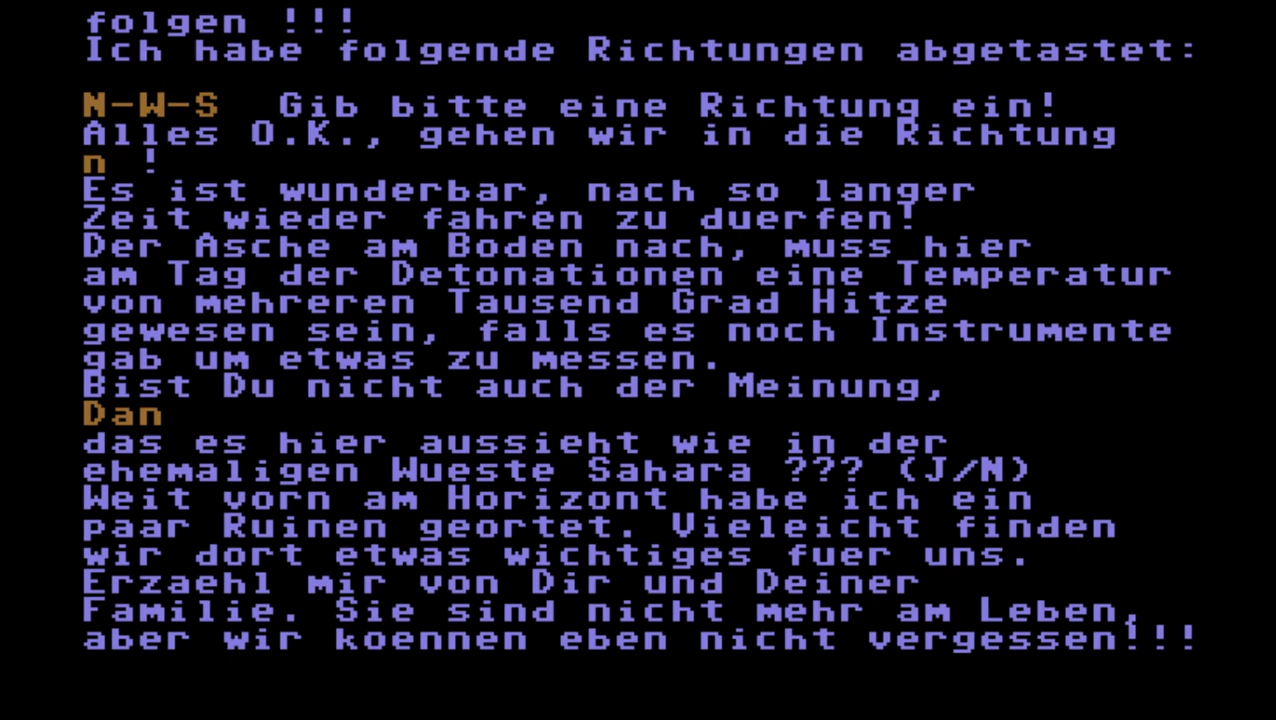 folgen !!!
Ich habe folgende Richtungen abgetastet:
N-W-S Gib bitte eine Richtung ein!
Alles O.K., gehen wir in die Richtung
n !
Es ist wunderbar, nach so langer
Zeit wieder fahren zu duerfen!
Der Asche am Boden nach, muss hier
am Tag der Detonationen eine Temperatur
von mehreren Tausend Grad Hitze
gewesen sein, falls es noch Instrumente
gab um etwas zu messen.
Bist Du nicht auch der Meinung,
Dan
das es hier aussieht wie in der
ehemaligen Wueste Sahara ??? (J/N)
Weit vorn am Horizont habe ich ein
paar Ruinen geortet. Vieleicht finden
wir dort etwas wichtiges fuer uns.
Erzaehl mir von Dir und Deiner
Familie. Sie sind nicht mehr am Leben,
aber wir koennen eben nicht vergessen!!!